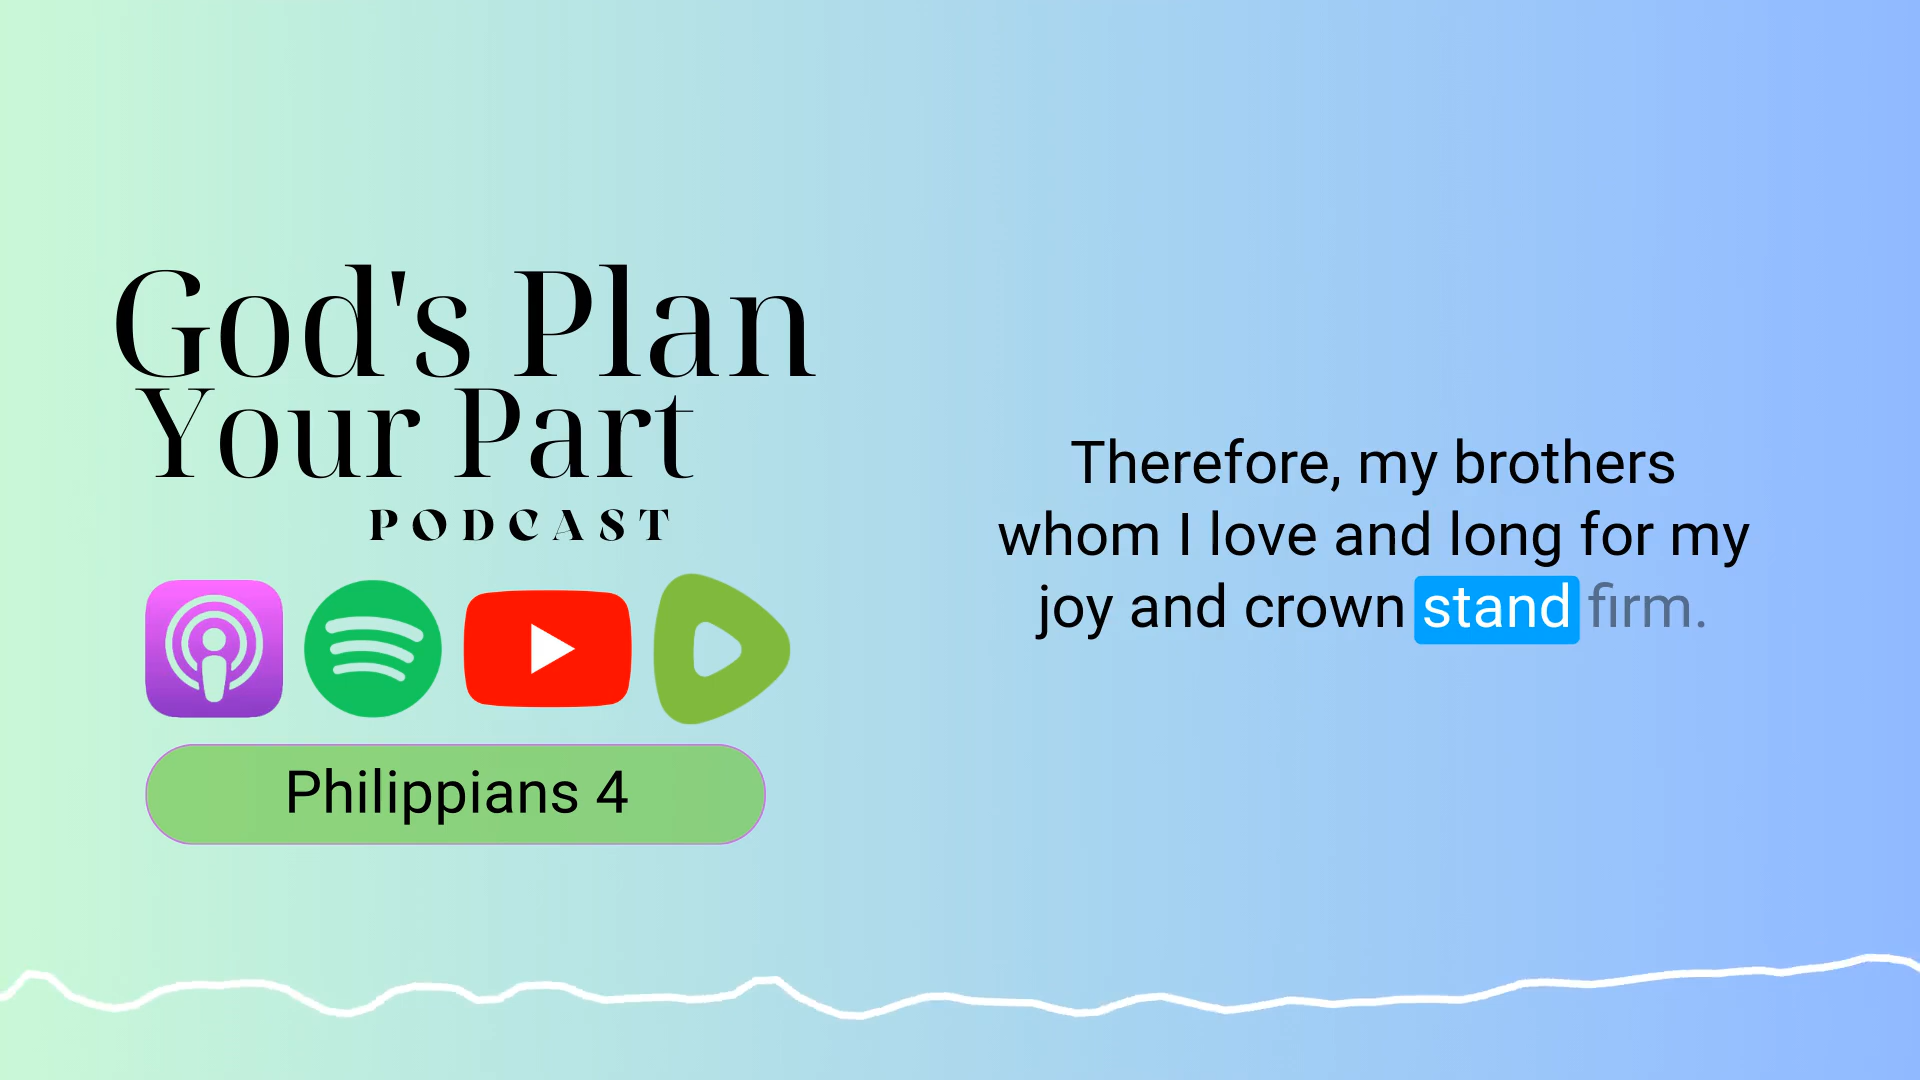 God's Plan
Your Part
PODCAST
Philippians 4
Therefore, my brothers
whom I love and long for my
joy and crown stand firm.